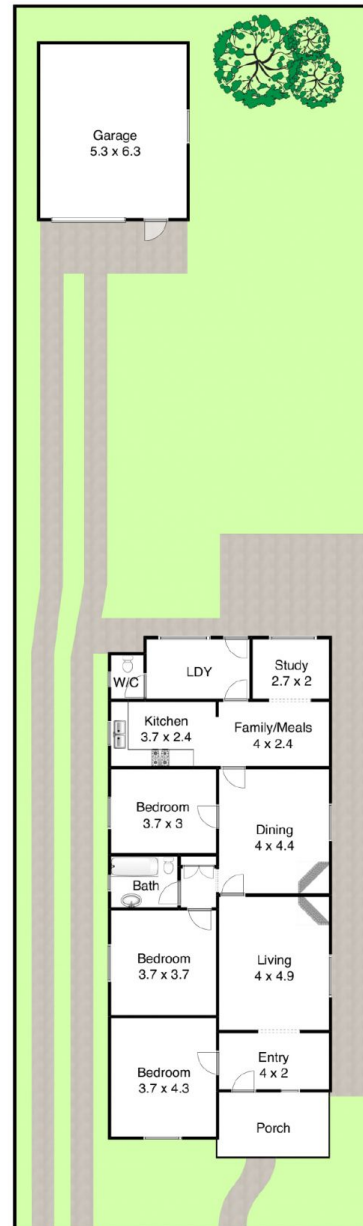 Garage
5.3 x 6.3
W/C
LDY
Study
2.7 x 2
Kitchen
3.7 x 2.4
Family/Meals
4 x 2.4
Bedroom
3.7 x 3
Dining
4 x 4.4
Bath
Bedroom
3.7 x 3.7
Living
4 x 4.9
Bedroom
3.7 x 4.3
Entry
4 x 2
Porch